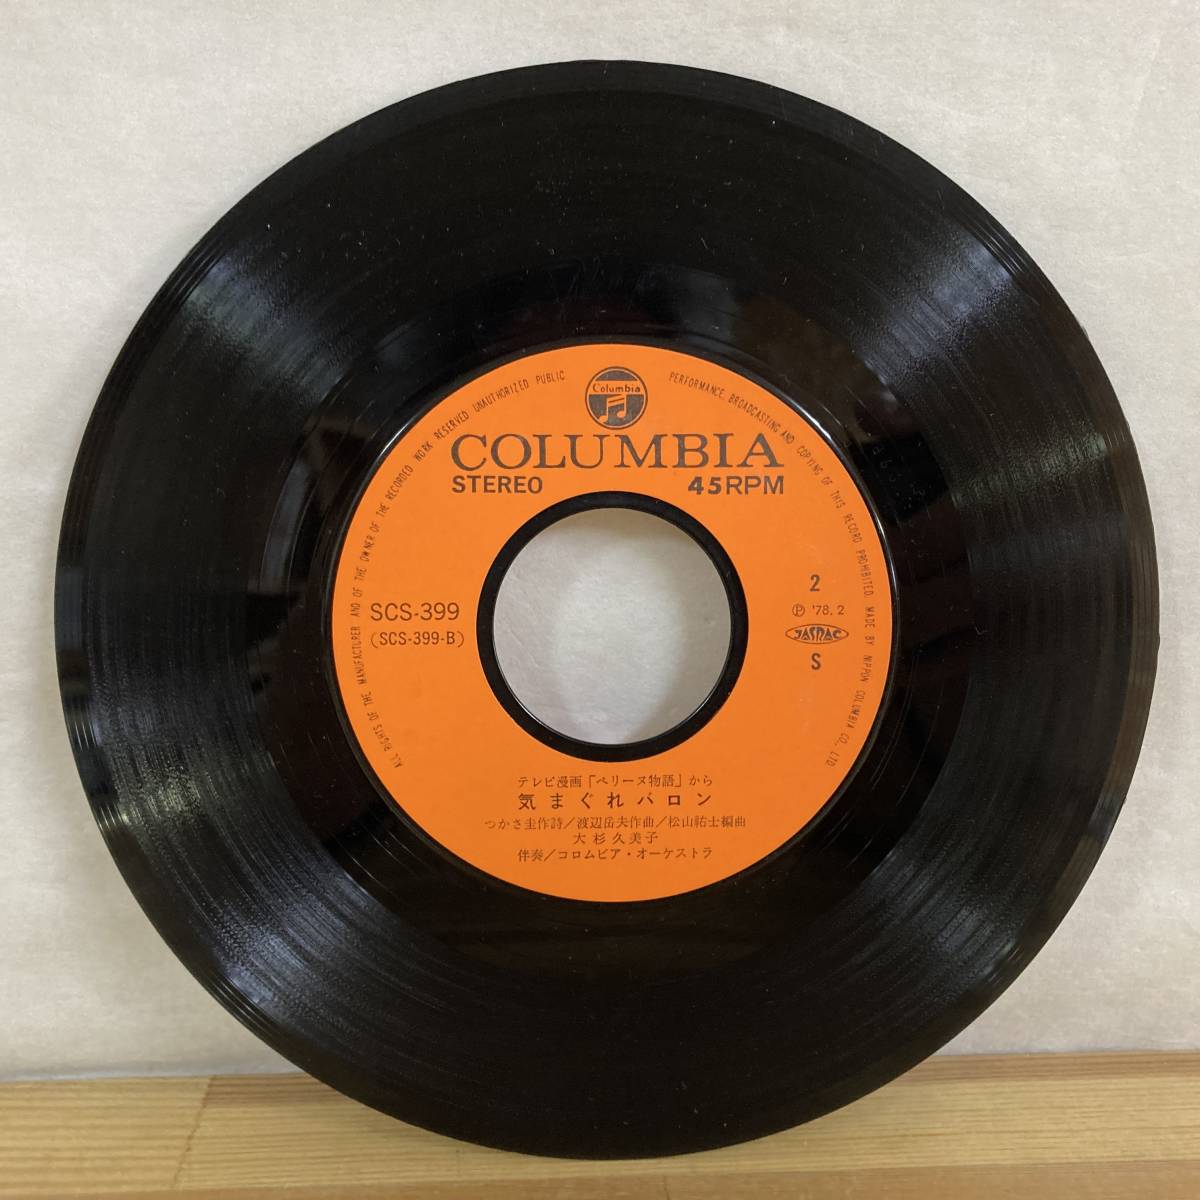 Columbia
ALL RIGHTS OF THE MANUFACTURER AND OF THE OWNER OF THE RECORDED WORK RESERVED UNAUTHORIZED PUBLIC PERFORMANCE, BROADCASTING AND COPYING OF THIS RECORD PROHIBITED. MADE BY NIPPON COLUMBIA CO., LTD.
COLUMBIA
STEREO 45RPM
SCS-399
(SCS-399-B)
2
Ⓟ '78.2
JASRAC
S
テレビ漫画「ペリーヌ物語」から
気まぐれバロン
つかさ圭作詩/渡辺岳夫作曲/松山祐士編曲
大杉久美子
伴奏/コロムビア・オーケストラ